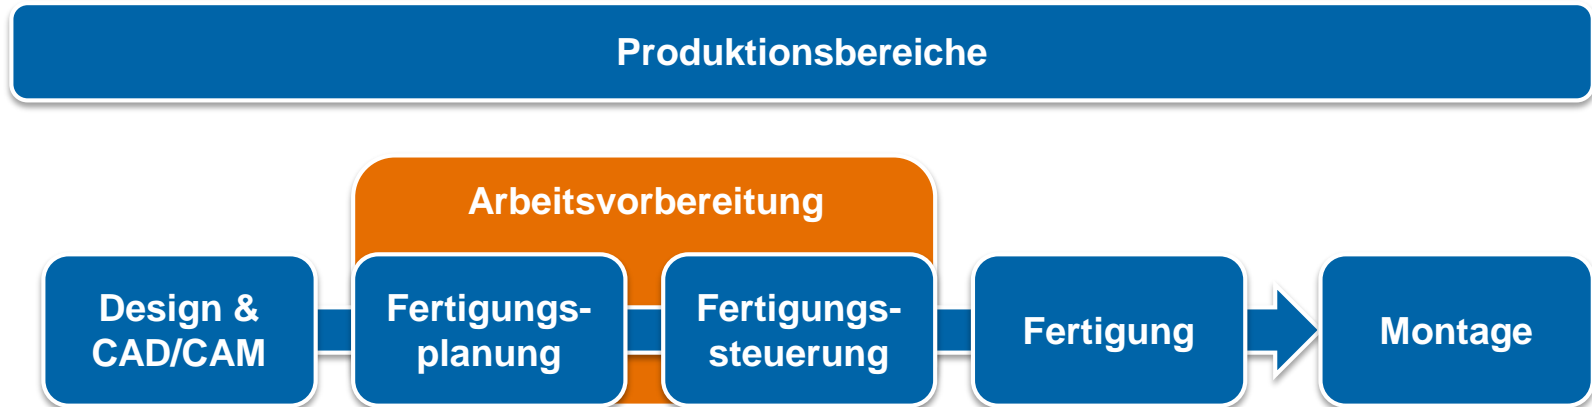 Produktionsbereiche
Arbeitsvorbereitung
Design &
CAD/CAM
Fertigungs-
planung
Fertigungs-
steuerung
Fertigung
Montage